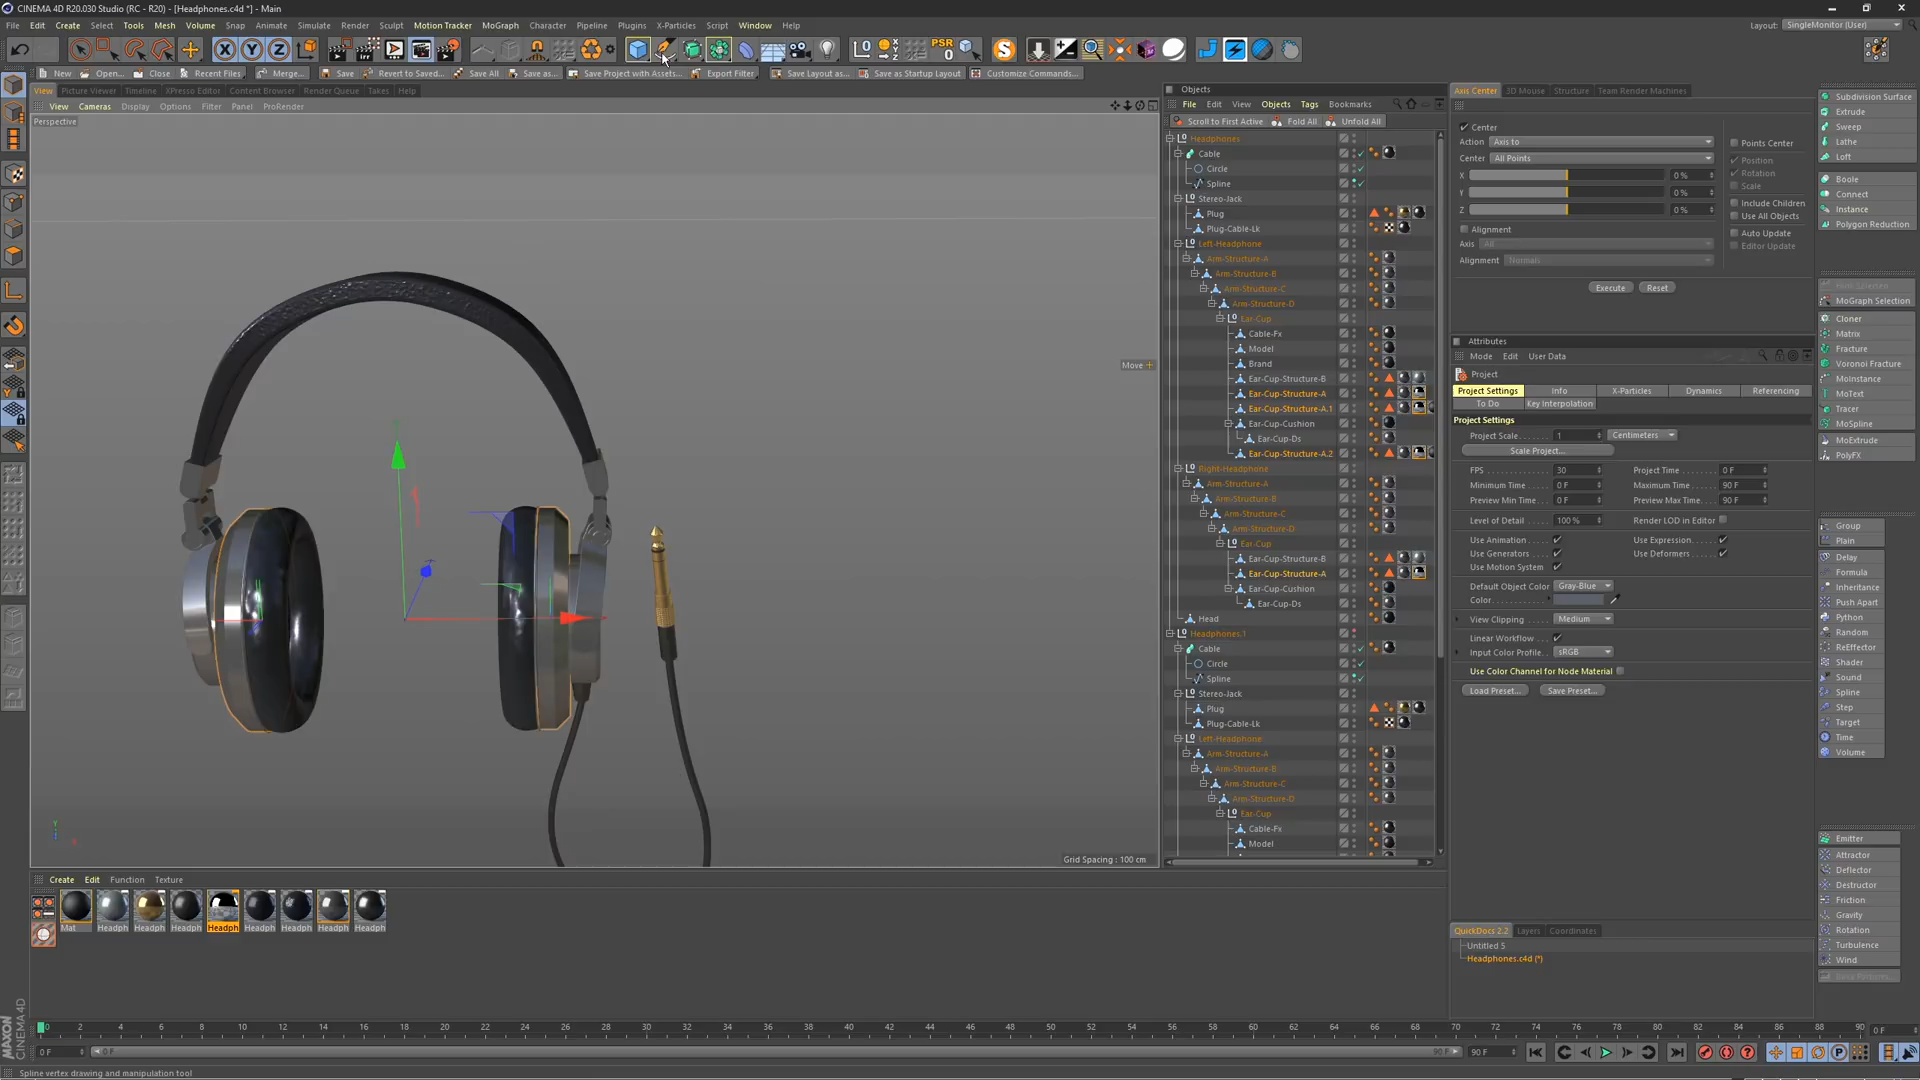 CINEMA 4D R20.030 Studio (RC - R20) - [Headphones.c4d *] - Main
File Edit Create Select Tools Mesh Volume Snap Animate Simulate Render Sculpt Motion Tracker MoGraph Character Pipeline Plugins X-Particles Script Window Help Layout: SingleMonitor (User)
PSR
0
New Open... Close Recent Files Merge... Save Revert to Saved... Save All Save as... Save Project with Assets... Export Filter Save Layout as... Save as Startup Layout Customize Commands...
View Picture Viewer Timeline XPresso Editor Content Browser Render Queue Takes Help
View Cameras Display Options Filter Panel ProRender
Perspective
Move
Grid Spacing : 100 cm
Objects
File Edit View Objects Tags Bookmarks
Scroll to First Active Fold All Unfold All
Headphones
Cable
Circle
Spline
Stereo-Jack
Plug
Plug-Cable-Lk
Left-Headphone
Arm-Structure-A
Arm-Structure-B
Arm-Structure-C
Arm-Structure-D
Ear-Cup
Cable-Fx
Model
Brand
Ear-Cup-Structure-B
Ear-Cup-Structure-A
Ear-Cup-Structure-A.1
Ear-Cup-Cushion
Ear-Cup-Ds
Ear-Cup-Structure-A.2
Right-Headphone
Arm-Structure-A
Arm-Structure-B
Arm-Structure-C
Arm-Structure-D
Ear-Cup
Ear-Cup-Structure-B
Ear-Cup-Structure-A
Ear-Cup-Cushion
Ear-Cup-Ds
Head
Headphones.1
Cable
Circle
Spline
Stereo-Jack
Plug
Plug-Cable-Lk
Left-Headphone
Arm-Structure-A
Arm-Structure-B
Arm-Structure-C
Arm-Structure-D
Ear-Cup
Cable-Fx
Model
Axis Center 3D Mouse Structure Team Render Machines
Center
Action Axis to Points Center
Center All Points Position
X 0 % Rotation
Scale
Y 0 %
Z 0 % Include Children
Use All Objects
Alignment Auto Update
Axis All Editor Update
Alignment Normals
Execute Reset
Attributes
Mode Edit User Data
Project
Project Settings Info X-Particles Dynamics Referencing
To Do Key Interpolation
Project Settings
Project Scale 1 Centimeters
Scale Project...
FPS 30 Project Time 0 F
Minimum Time 0 F Maximum Time 90 F
Preview Min Time 0 F Preview Max Time 90 F
Level of Detail 100 % Render LOD in Editor
Use Animation Use Expression
Use Generators Use Deformers
Use Motion System
Default Object Color Gray-Blue
Color
View Clipping Medium
Linear Workflow
Input Color Profile sRGB
Use Color Channel for Node Material
Load Preset... Save Preset...
QuickDocs 2.2 Layers Coordinates
Untitled 5
Headphones.c4d (*)
Subdivision Surface
Extrude
Sweep
Lathe
Loft
Boole
Connect
Instance
Polygon Reduction
MoGraph Selection
Cloner
Matrix
Fracture
Voronoi Fracture
MoInstance
MoText
Tracer
MoSpline
MoExtrude
PolyFX
Group
Plain
Delay
Formula
Inheritance
Push Apart
Python
Random
ReEffector
Shader
Sound
Spline
Step
Target
Time
Volume
Emitter
Attractor
Deflector
Destructor
Friction
Gravity
Rotation
Turbulence
Wind
Create Edit Function Texture
Mat Headph Headph Headph Headph Headph Headph Headph Headph
0 2 4 6 8 10 12 14 16 18 20 22 24 26 28 30 32 34 36 38 40 42 44 46 48 50 52 54 56 58 60 62 64 66 68 70 72 74 76 78 80 82 84 86 88 90 0 F
0 F 0 F 90 F 90 F
MAXON CINEMA 4D
Spline vertex drawing and manipulation tool